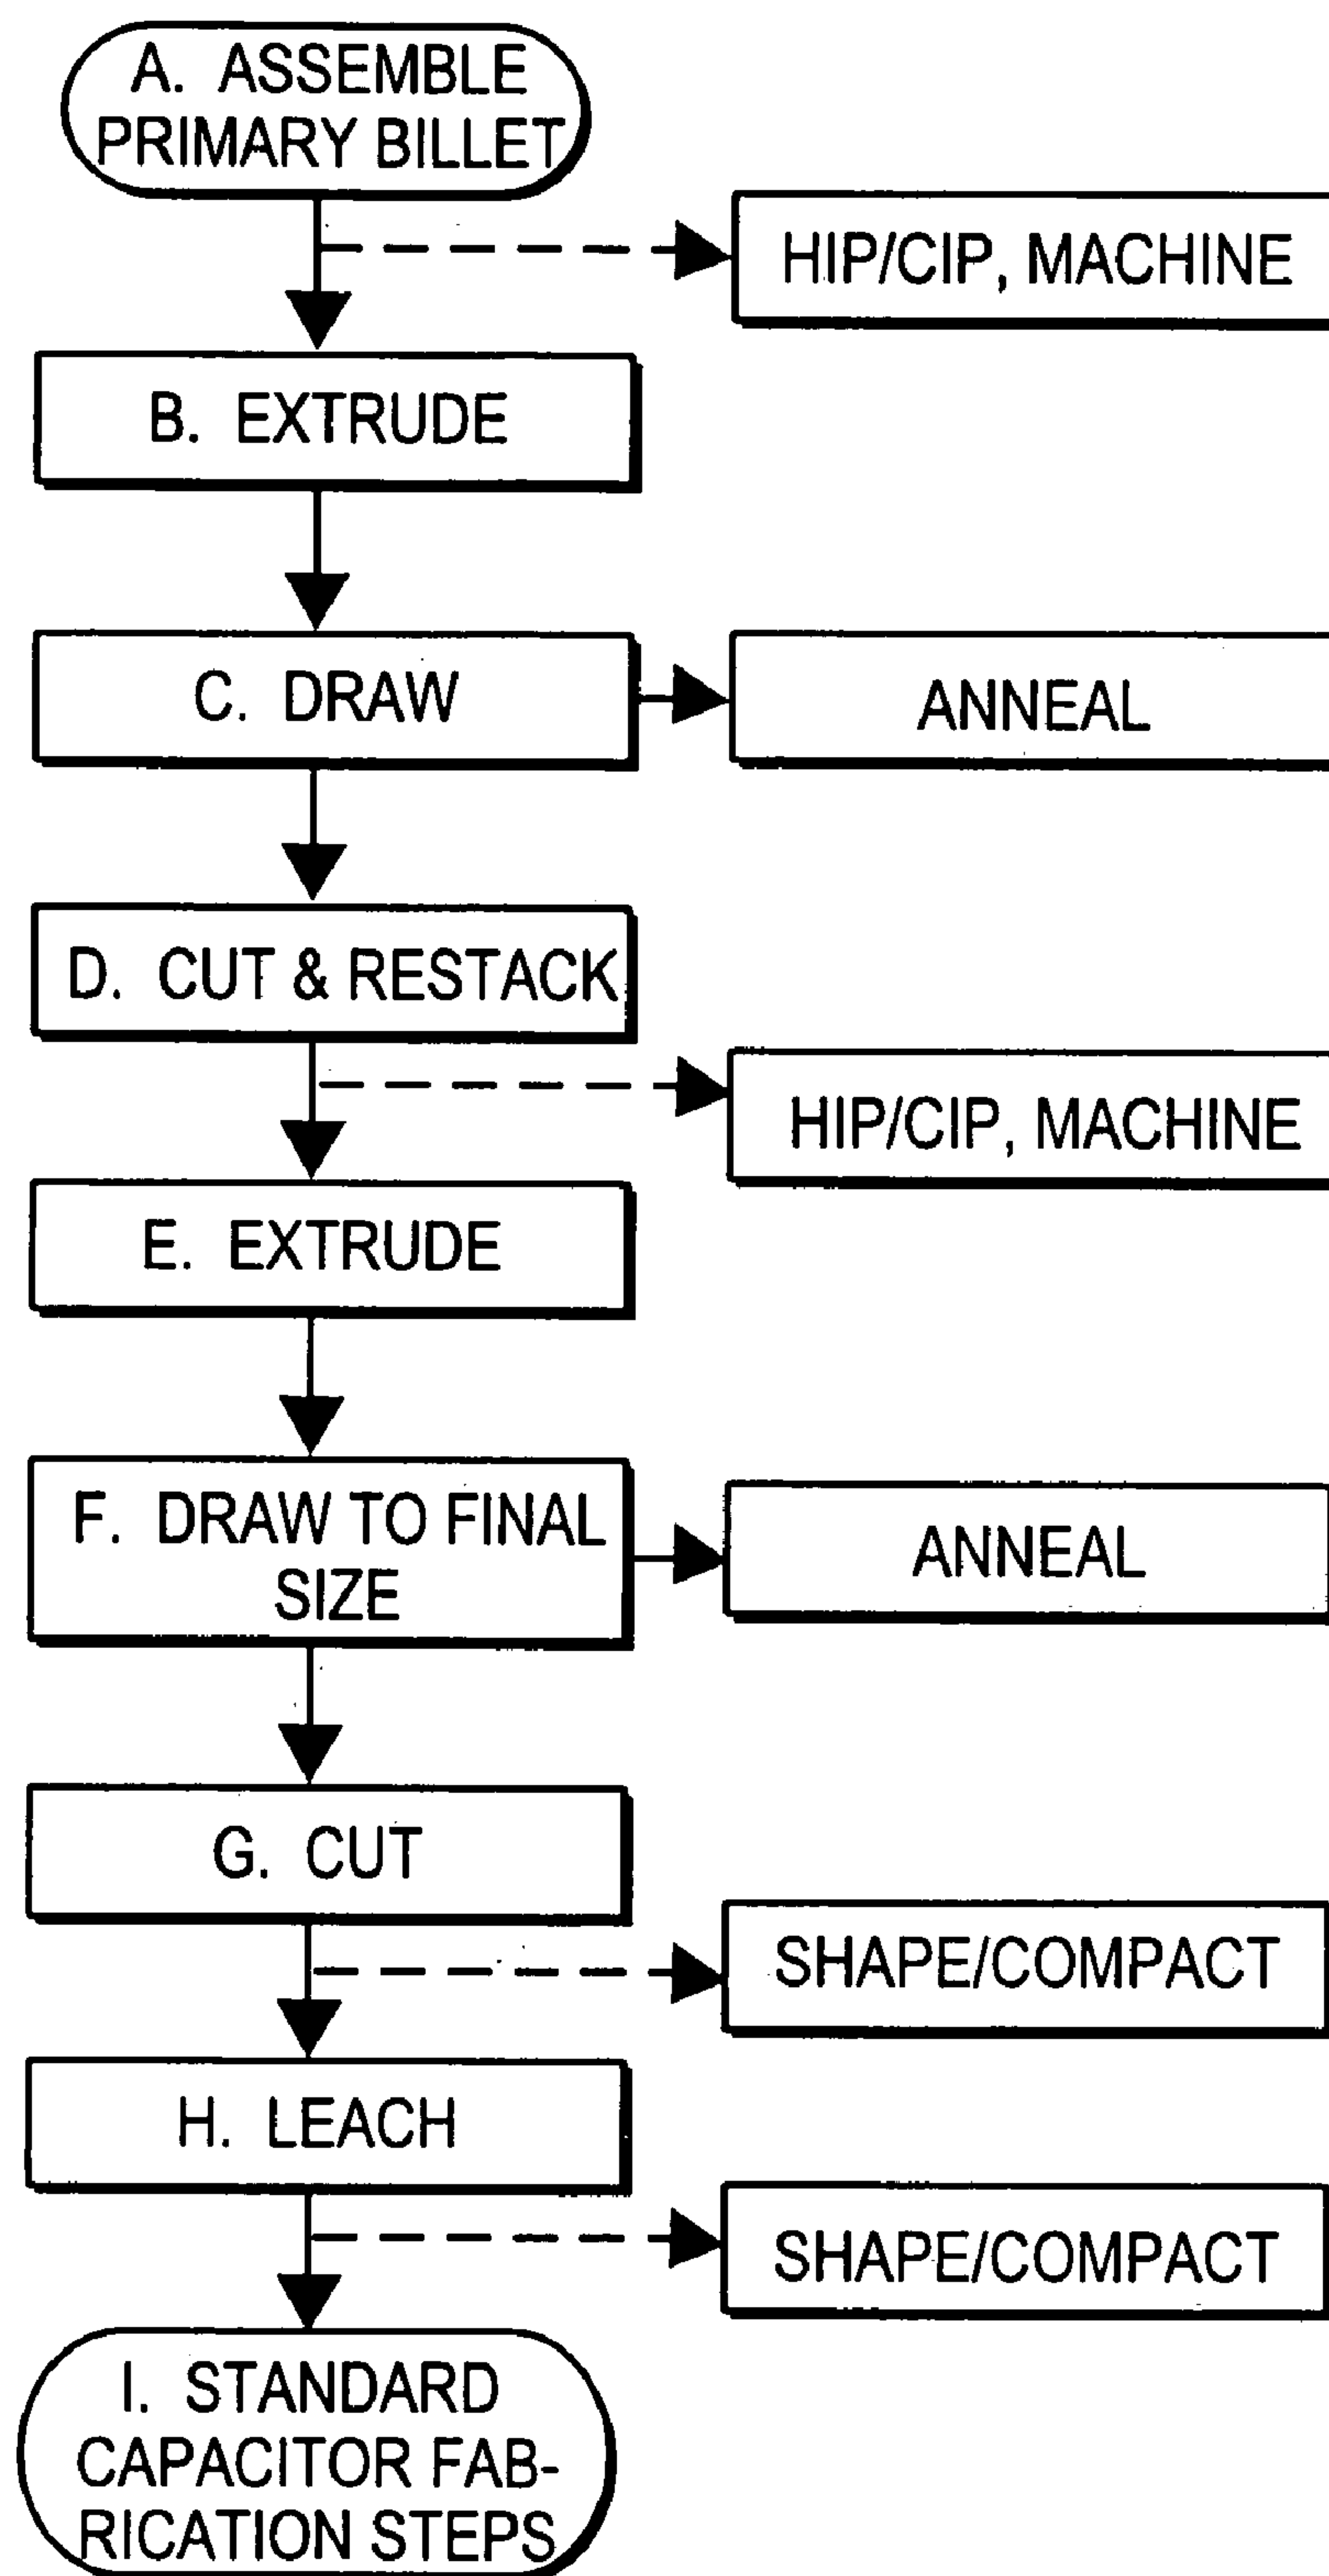 A. ASSEMBLE
PRIMARY BILLET
HIP/CIP, MACHINE
B. EXTRUDE
C. DRAW
ANNEAL
D. CUT & RESTACK
HIP/CIP, MACHINE
E. EXTRUDE
F. DRAW TO FINAL
SIZE
ANNEAL
G. CUT
SHAPE/COMPACT
H. LEACH
SHAPE/COMPACT
I. STANDARD
CAPACITOR FAB-
RICATION STEPS